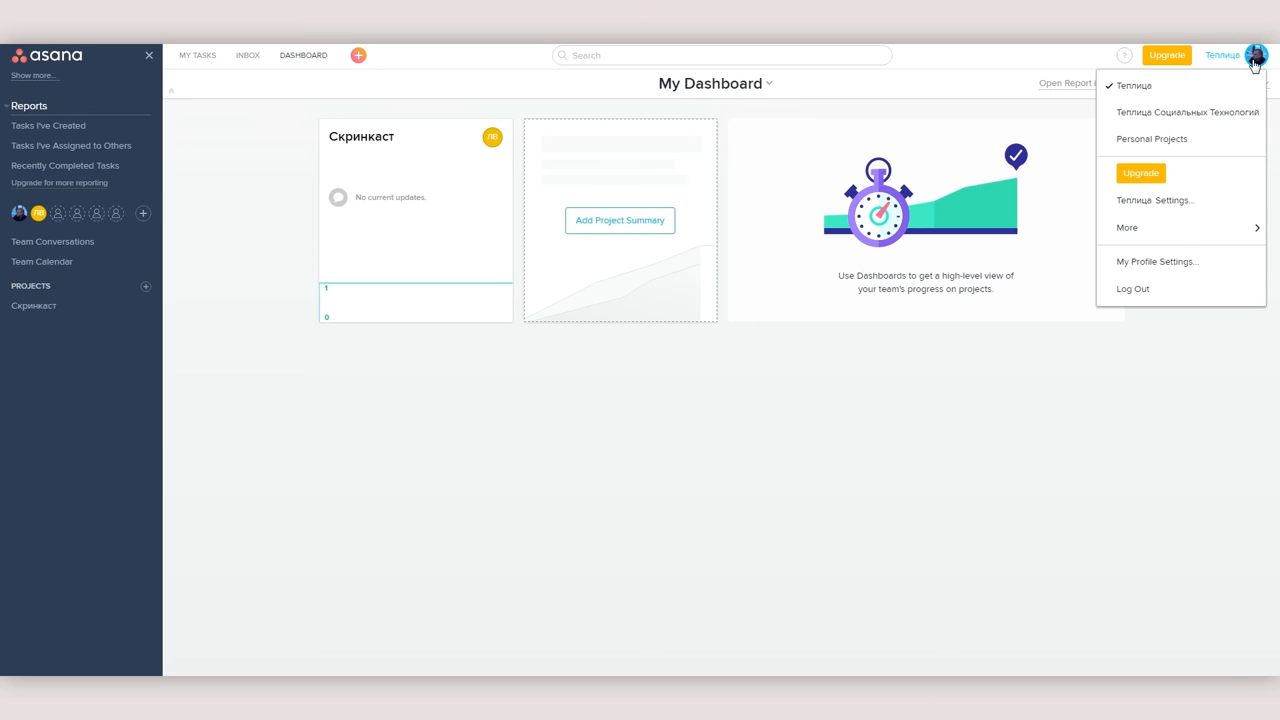 asana
MY TASKS
INBOX
DASHBOARD
Search
?
Upgrade
Теплица
Show more...
My Dashboard
Open Report
Reports
Tasks I've Created
Tasks I've Assigned to Others
Recently Completed Tasks
Upgrade for more reporting
ЛВ
Team Conversations
Team Calendar
PROJECTS
Скринкаст
Скринкаст
ЛВ
No current updates.
1
0
Add Project Summary
Use Dashboards to get a high-level view of
your team's progress on projects.
Теплица
Теплица Социальных Технологий
Personal Projects
Upgrade
Теплица Settings...
More
My Profile Settings...
Log Out